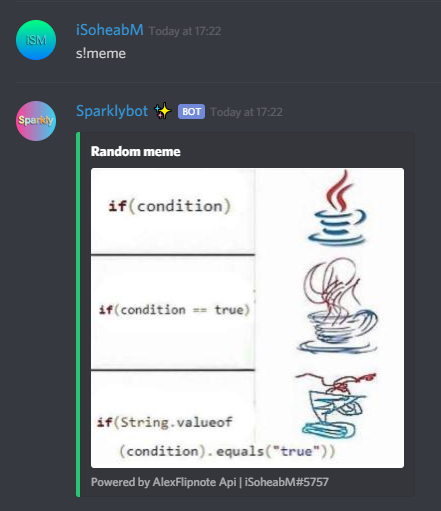 iSM
iSoheabM Today at 17:22
s!meme
Sparkly
Sparklybot ✨ BOT Today at 17:22
Random meme
if(condition)
if(condition == true)
if(String.valueof
(condition).equals("true"))
Powered by AlexFlipnote Api | iSoheabM#5757